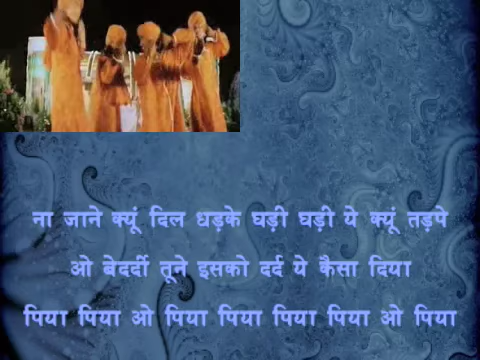 ना जाने क्यूं दिल धड़के घड़ी घड़ी ये क्यूं तड़पे
ओ बेदर्दी तूने इसको दर्द ये कैसा दिया
पिया पिया ओ पिया पिया पिया पिया ओ पिया